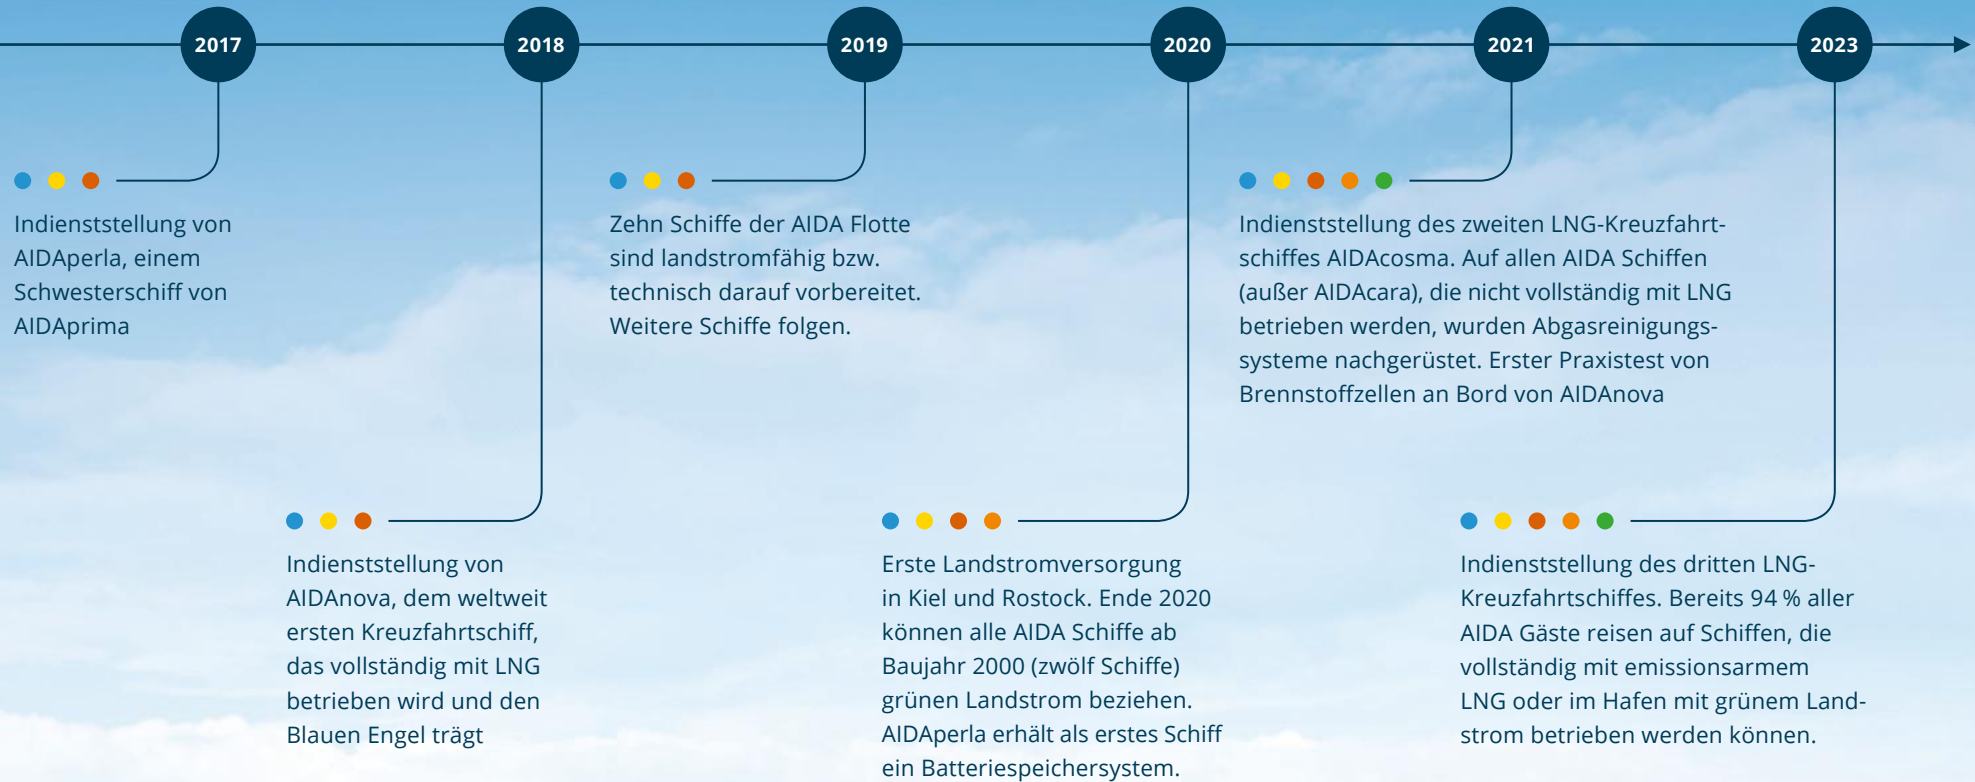 2017
2018
2019
2020
2021
2023
Indienststellung von
AIDAperla, einem
Schwesterschiff von
AIDAprima
Zehn Schiffe der AIDA Flotte
sind landstromfähig bzw.
technisch darauf vorbereitet.
Weitere Schiffe folgen.
Indienststellung des zweiten LNG-Kreuzfahrt-
schiffes AIDAcosma. Auf allen AIDA Schiffen
(außer AIDAcara), die nicht vollständig mit LNG
betrieben werden, wurden Abgasreinigungs-
systeme nachgerüstet. Erster Praxistest von
Brennstoffzellen an Bord von AIDAnova
Indienststellung von
AIDAnova, dem weltweit
ersten Kreuzfahrtschiff,
das vollständig mit LNG
betrieben wird und den
Blauen Engel trägt
Erste Landstromversorgung
in Kiel und Rostock. Ende 2020
können alle AIDA Schiffe ab
Baujahr 2000 (zwölf Schiffe)
grünen Landstrom beziehen.
AIDAperla erhält als erstes Schiff
ein Batteriespeichersystem.
Indienststellung des dritten LNG-
Kreuzfahrtschiffes. Bereits 94 % aller
AIDA Gäste reisen auf Schiffen, die
vollständig mit emissionsarmem
LNG oder im Hafen mit grünem Land-
strom betrieben werden können.